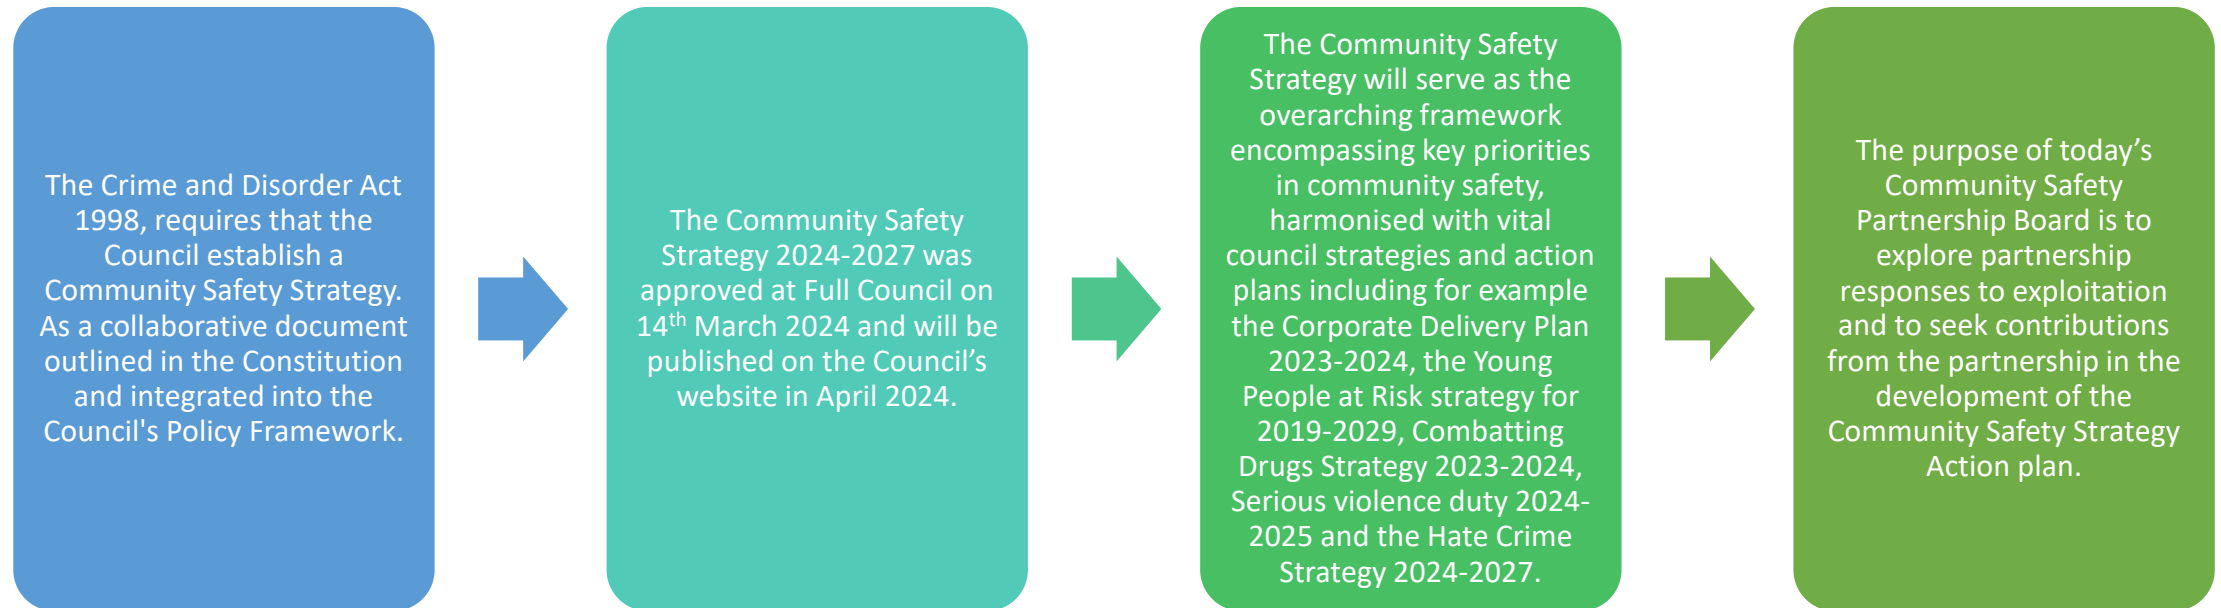 The Crime and Disorder Act
1998, requires that the
Council establish a
Community Safety Strategy.
As a collaborative document
outlined in the Constitution
and integrated into the
Council's Policy Framework.
The Community Safety
Strategy 2024-2027 was
approved at Full Council on
14th March 2024 and will be
published on the Council’s
website in April 2024.
The Community Safety
Strategy will serve as the
overarching framework
encompassing key priorities
in community safety,
harmonised with vital
council strategies and action
plans including for example
the Corporate Delivery Plan
2023-2024, the Young
People at Risk strategy for
2019-2029, Combatting
Drugs Strategy 2023-2024,
Serious violence duty 2024-
2025 and the Hate Crime
Strategy 2024-2027.
The purpose of today’s
Community Safety
Partnership Board is to
explore partnership
responses to exploitation
and to seek contributions
from the partnership in the
development of the
Community Safety Strategy
Action plan.